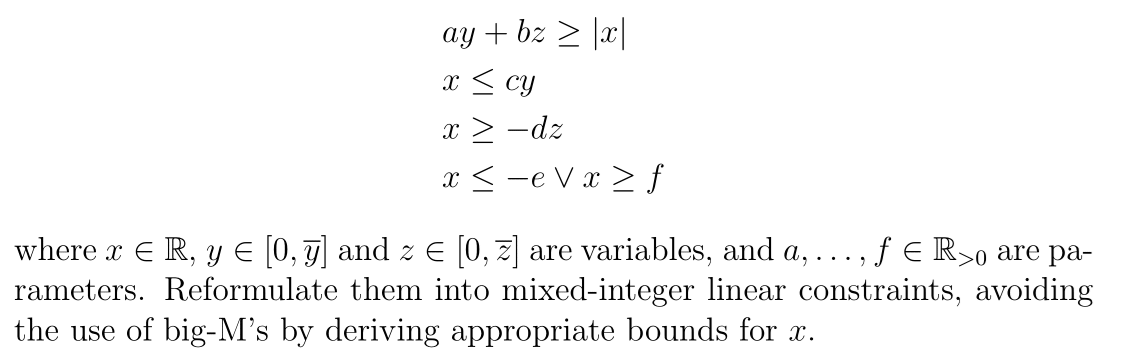 ay + bz ≥ |x|
x ≤ cy
x ≥ −dz
x ≤ −e ∨ x ≥ f
where x ∈ ℝ, y ∈ [0, y̅] and z ∈ [0, z̅] are variables, and a, . . . , f ∈ ℝ_{>0} are pa-
rameters. Reformulate them into mixed-integer linear constraints, avoiding
the use of big-M's by deriving appropriate bounds for x.